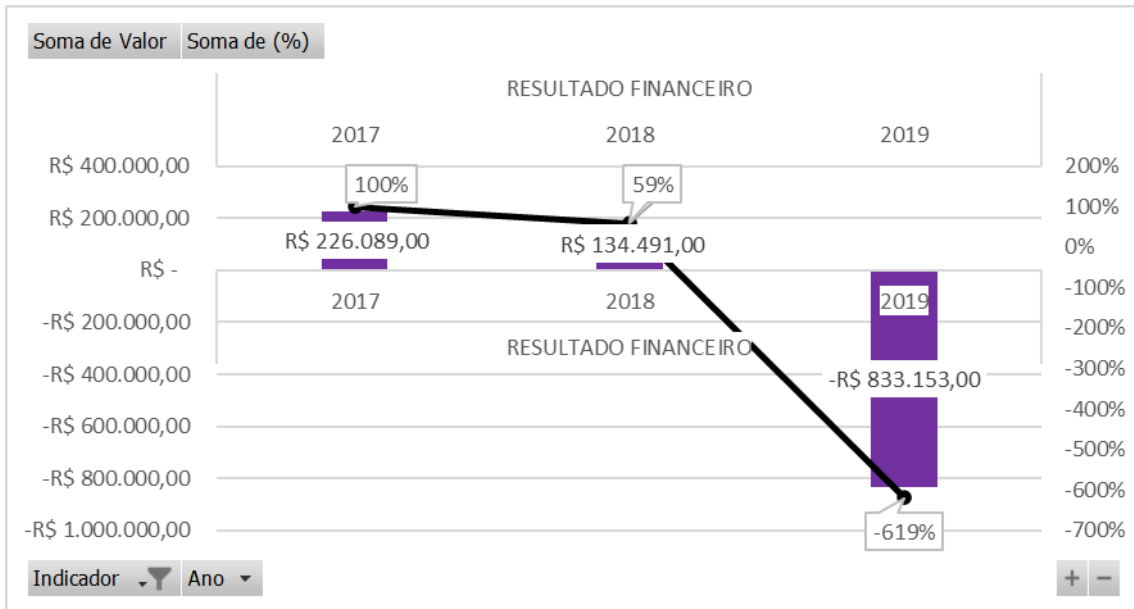 Soma de Valor Soma de (%)
RESULTADO FINANCEIRO
2017 2018 2019
R$ 400.000,00 200%
100% 59%
R$ 200.000,00 100%
R$ 226.089,00 R$ 134.491,00 0%
R$ -
-100%
2017 2018 2019
-R$ 200.000,00 -200%
RESULTADO FINANCEIRO
-300%
-R$ 400.000,00 -R$ 833.153,00
-400%
-R$ 600.000,00
-500%
-R$ 800.000,00 -600%
-R$ 1.000.000,00 -619% -700%
Indicador Ano + −